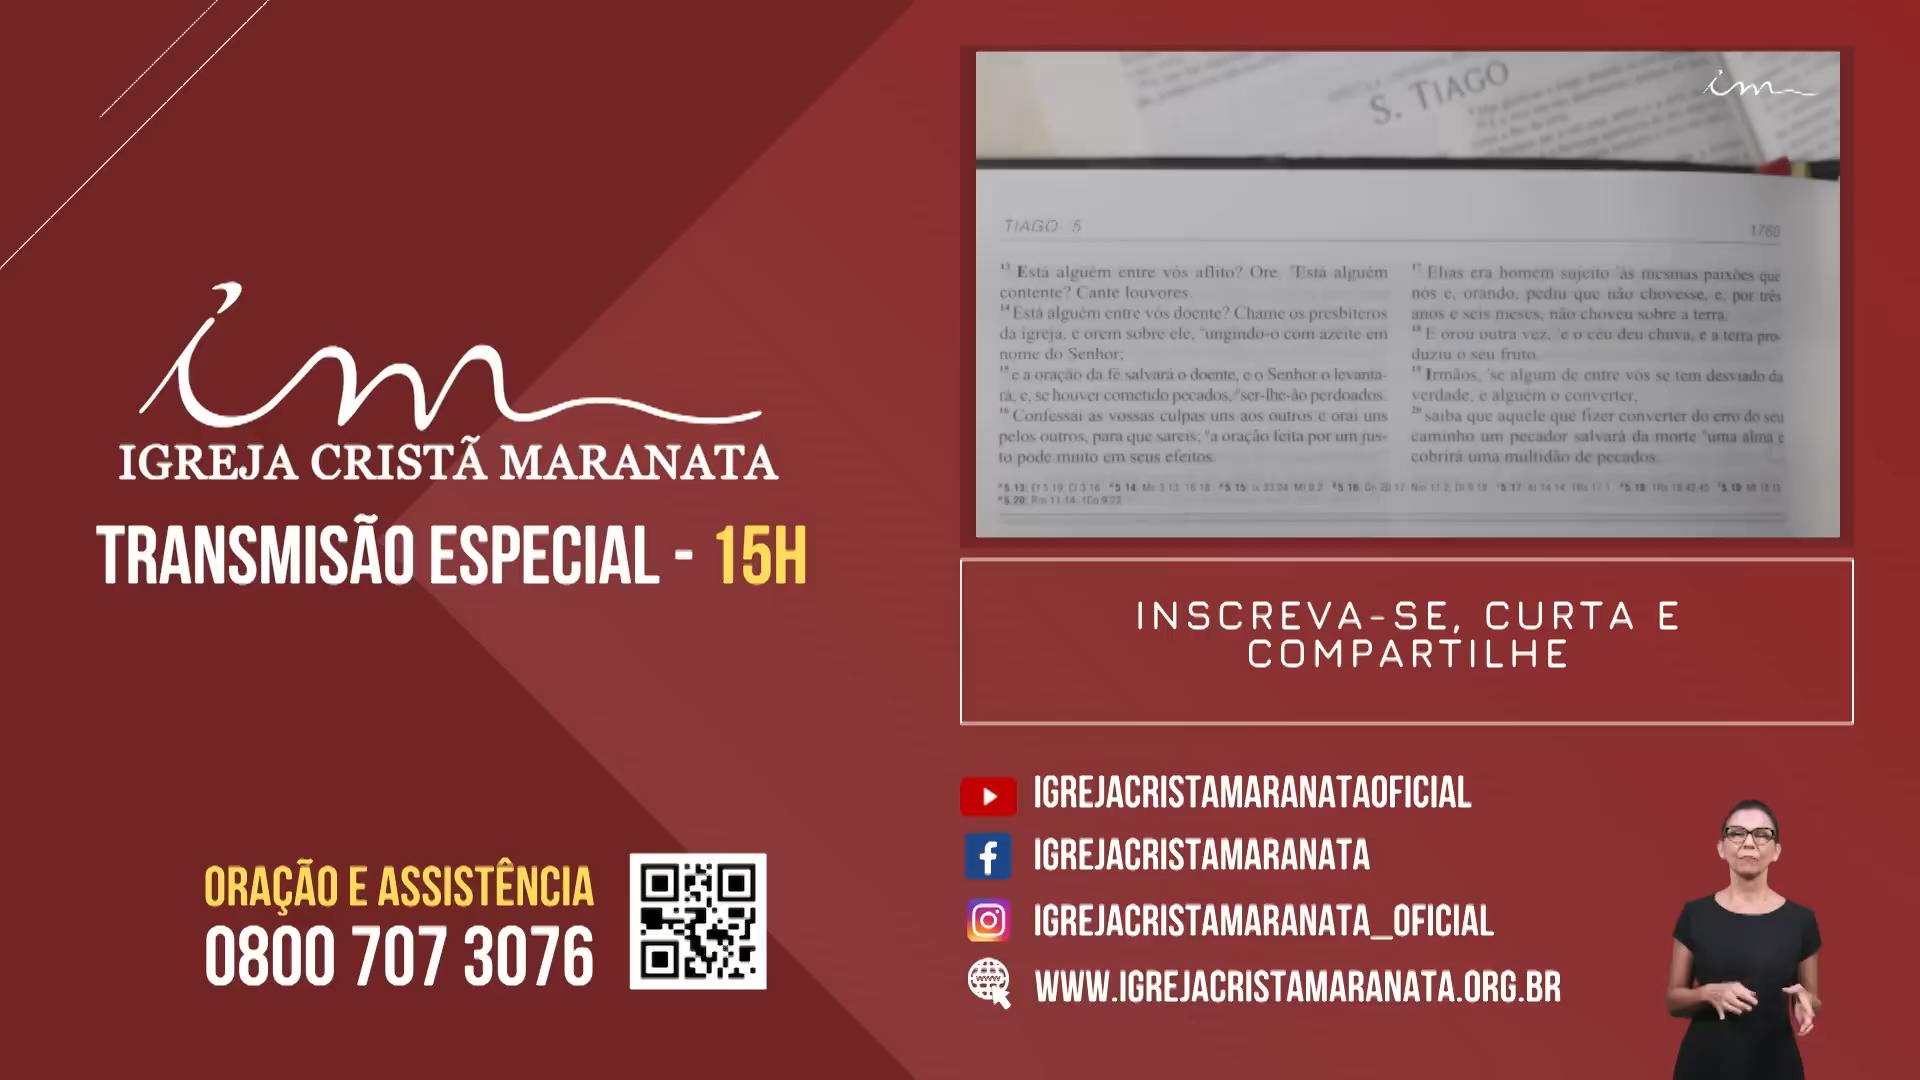 im
IGREJA CRISTÃ MARANATA
TRANSMISÃO ESPECIAL - 15H
ORAÇÃO E ASSISTÊNCIA
0800 707 3076
S. TIAGO
im
TIAGO 5
1760
13 Está alguém entre vós aflito? Ore. Está alguém
contente? Cante louvores.
14 Está alguém entre vós doente? Chame os presbíteros
da igreja, e orem sobre ele, ungindo-o com azeite em
nome do Senhor;
15 e a oração da fé salvará o doente, e o Senhor o levanta-
rá, e, se houver cometido pecados, ser-lhe-ão perdoados.
16 Confessai as vossas culpas uns aos outros e orai uns
pelos outros, para que sareis; a oração feita por um jus-
to pode muito em seus efeitos.
17 Elias era homem sujeito às mesmas paixões que
nós e, orando, pediu que não chovesse, e, por três
anos e seis meses, não choveu sobre a terra.
18 E orou outra vez, e o céu deu chuva, e a terra pro-
duziu o seu fruto.
19 Irmãos, se algum de entre vós se tem desviado da
verdade, e alguém o converter,
20 saiba que aquele que fizer converter do erro do seu
caminho um pecador salvará da morte uma alma e
cobrirá uma multidão de pecados.
INSCREVA-SE, CURTA E
COMPARTILHE
IGREJACRISTAMARANATAOFICIAL
IGREJACRISTAMARANATA
IGREJACRISTAMARANATA_OFICIAL
WWW.IGREJACRISTAMARANATA.ORG.BR